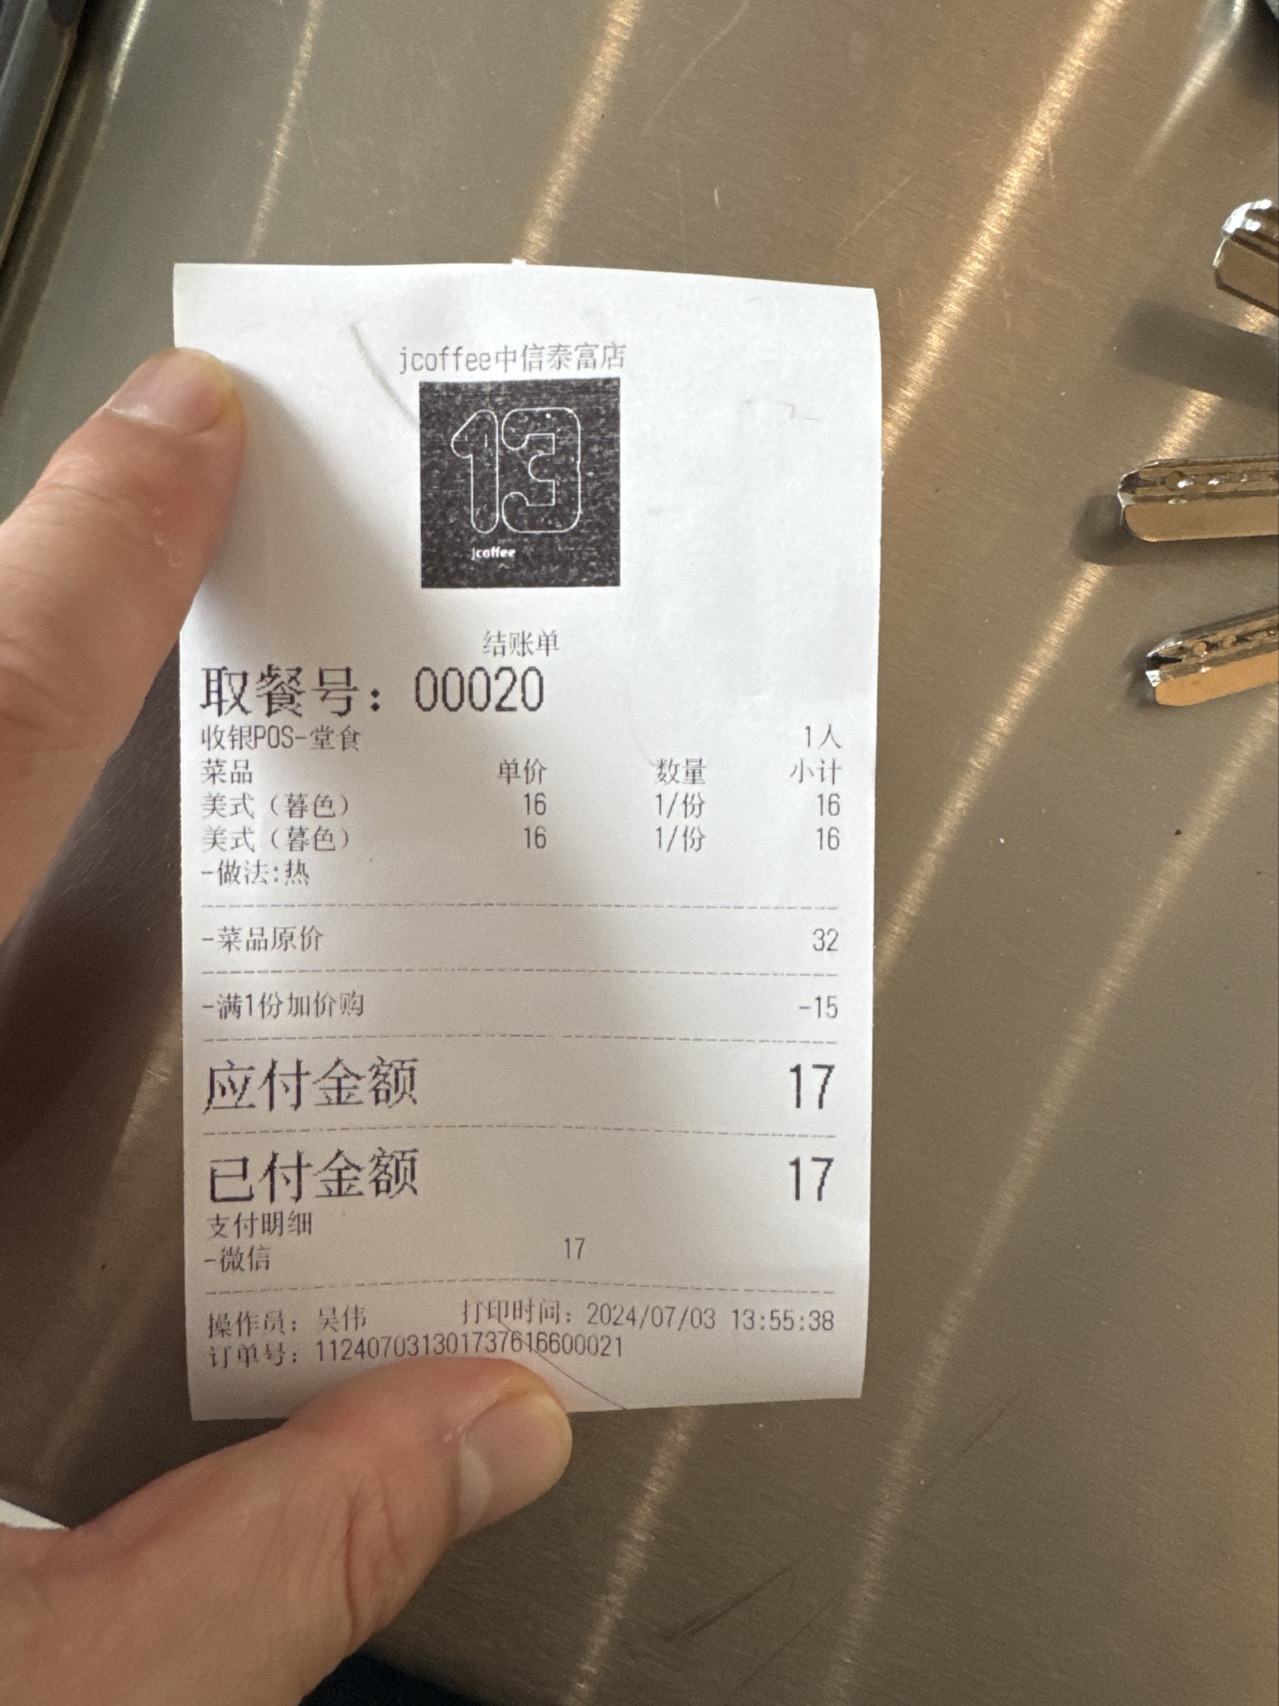 jcoffee中信泰富店
13
jcoffee
结账单
取餐号：00020
收银POS-堂食 1人
菜品 单价 数量 小计
美式（暮色） 16 1/份 16
美式（暮色） 16 1/份 16
-做法:热
-菜品原价 32
-满1份加价购 -15
应付金额 17
已付金额 17
支付明细
-微信 17
操作员：吴伟 打印时间：2024/07/03 13:55:38
订单号：112407031301737616600021